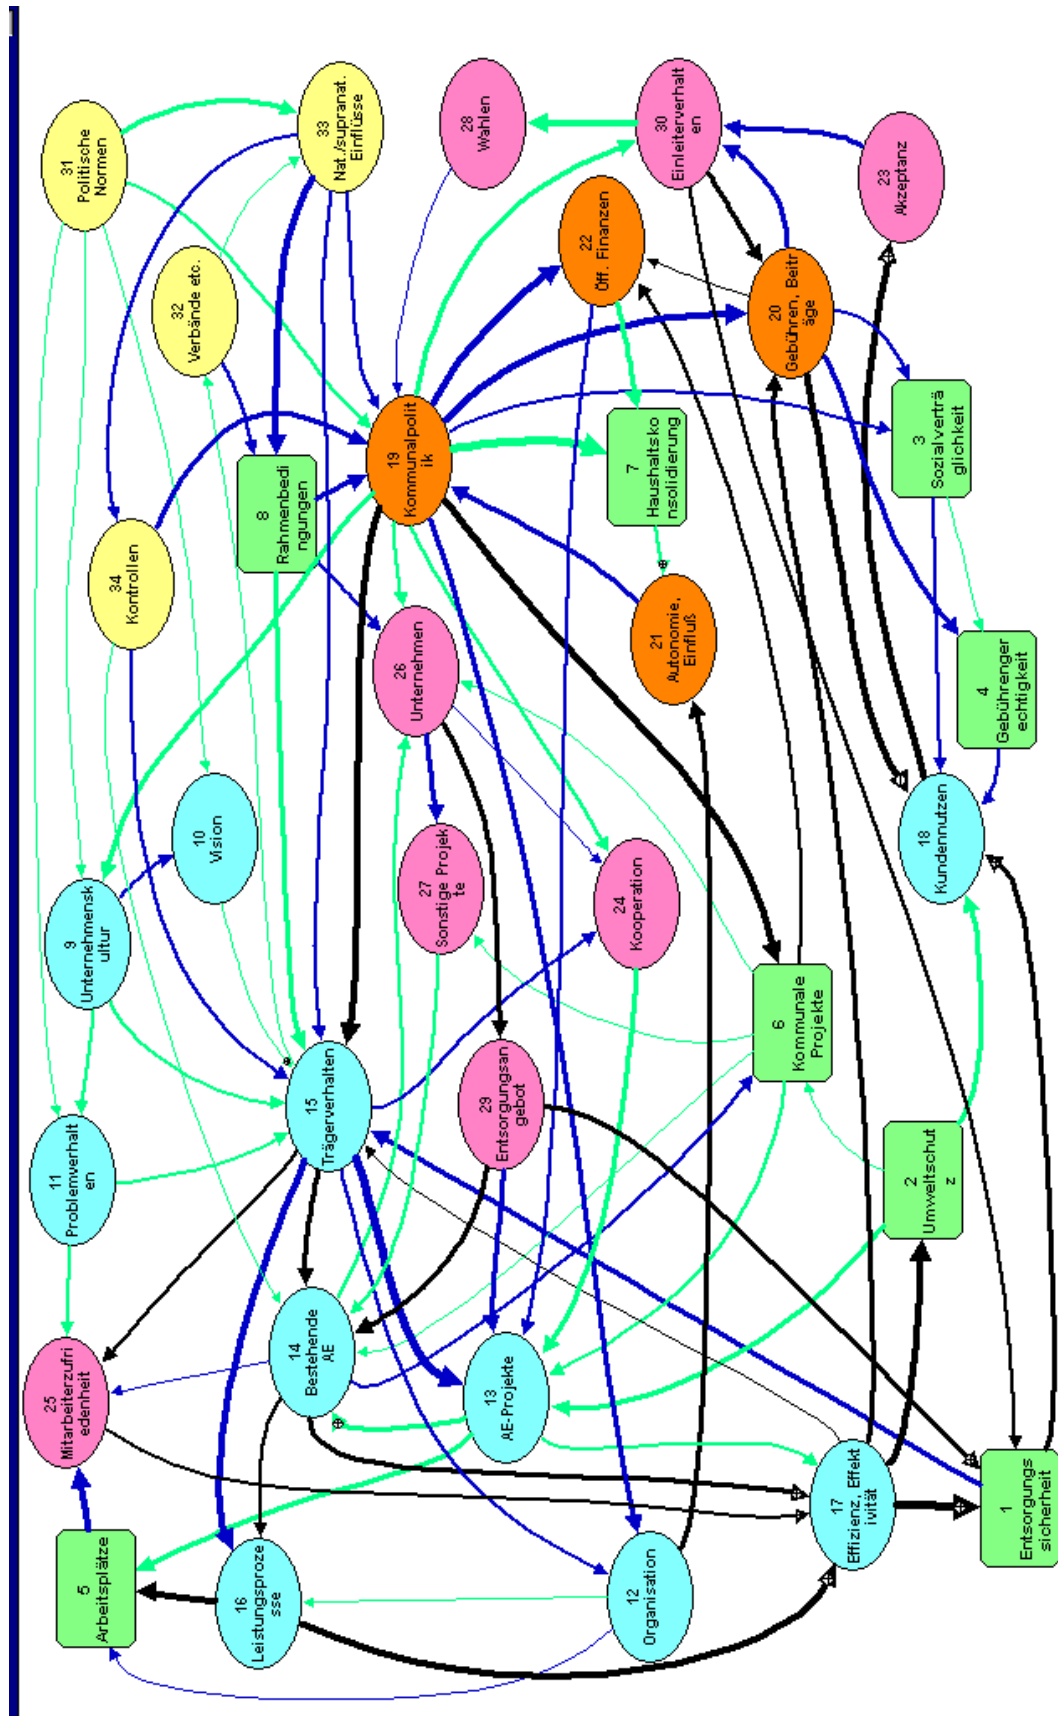 5
Arbeitsplätze
25
Mitarbeiterzufri
edenheit
11
Problemverhalt
en
9
Unternehmensk
ultur
31
Politische
Normen
34
Kontrollen
10
Vision
32
Verbände etc.
16
Leistungsproze
sse
14
Bestehende
AE
15
Trägerverhalten
8
Rahmenbedi
ngungen
33
Nat./supranat.
Einflüsse
26
Unternehmen
19
Kommunalpolit
ik
27
Sonstige Projek
te
28
Wahlen
13
AE-Projekte
29
Entsorgungsan
gebot
22
Öff. Finanzen
12
Organisation
24
Kooperation
21
Autonomie,
Einfluß
7
Haushaltsko
nsolidierung
30
Einleiterverhalt
en
6
Kommunale
Projekte
20
Gebühren, Beitr
äge
17
Effizienz, Effekt
ivität
2
Umweltschut
z
18
Kundennutzen
3
Sozialverträ
glichkeit
23
Akzeptanz
4
Gebührenger
echtigkeit
1
Entsorgungs
sicherheit